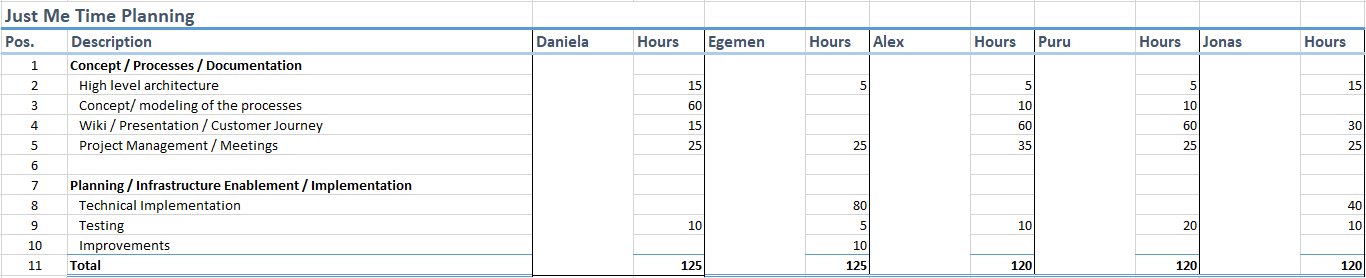 Just Me Time Planning
Pos. Description Daniela Hours Egemen Hours Alex Hours Puru Hours Jonas Hours
1 Concept / Processes / Documentation
2 High level architecture 15 5 5 5 15
3 Concept/ modeling of the processes 60 10 10
4 Wiki / Presentation / Customer Journey 15 60 60 30
5 Project Management / Meetings 25 25 35 25 25
6
7 Planning / Infrastructure Enablement / Implementation
8 Technical Implementation 80 40
9 Testing 10 5 10 20 10
10 Improvements 10
11 Total 125 125 120 120 120